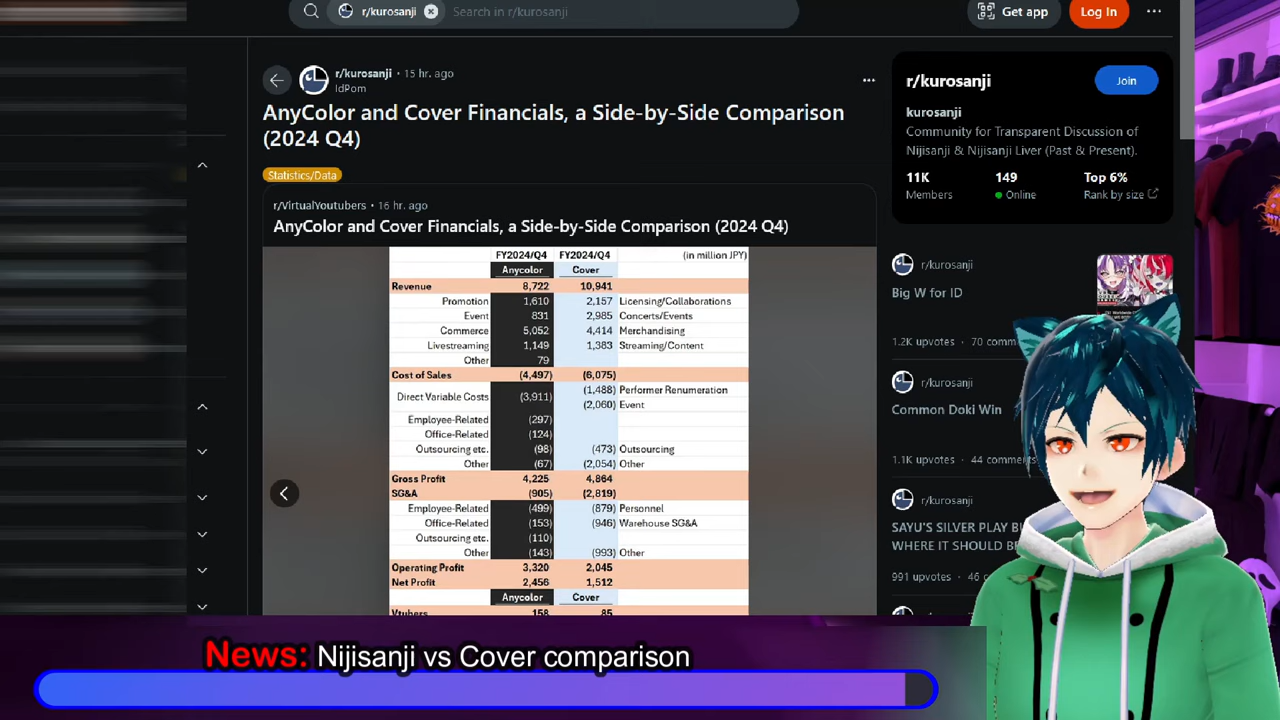 r/kurosanji
Search in r/kurosanji
Get app
Log In
r/kurosanji • 15 hr. ago
IdPom
AnyColor and Cover Financials, a Side-by-Side Comparison
(2024 Q4)
Statistics/Data
r/VirtualYoutubers • 16 hr. ago
AnyColor and Cover Financials, a Side-by-Side Comparison (2024 Q4)
FY2024/Q4 FY2024/Q4 (in million JPY)
Anycolor Cover
Revenue 8,722 10,941
Promotion 1,610 2,157 Licensing/Collaborations
Event 831 2,985 Concerts/Events
Commerce 5,052 4,414 Merchandising
Livestreaming 1,149 1,383 Streaming/Content
Other 79
Cost of Sales (4,497) (6,075)
Direct Variable Costs (3,911) (1,488) Performer Renumeration
(2,060) Event
Employee-Related (297)
Office-Related (124)
Outsourcing etc. (98) (473) Outsourcing
Other (67) (2,054) Other
Gross Profit 4,225 4,864
SG&A (905) (2,819)
Employee-Related (499) (879) Personnel
Office-Related (153) (946) Warehouse SG&A
Outsourcing etc. (110)
Other (143) (993) Other
Operating Profit 3,320 2,045
Net Profit 2,456 1,512
Anycolor Cover
Vtubers 158 85
r/kurosanji
Join
kurosanji
Community for Transparent Discussion of
Nijisanji & Nijisanji Liver (Past & Present).
11K 149 Top 6%
Members Online Rank by size
r/kurosanji
Big W for ID
1.2K upvotes • 70 comm
r/kurosanji
Common Doki Win
1.1K upvotes • 44 comments
r/kurosanji
SAYU'S SILVER PLAY B
WHERE IT SHOULD BE
991 upvotes • 46 c
News: Nijisanji vs Cover comparison